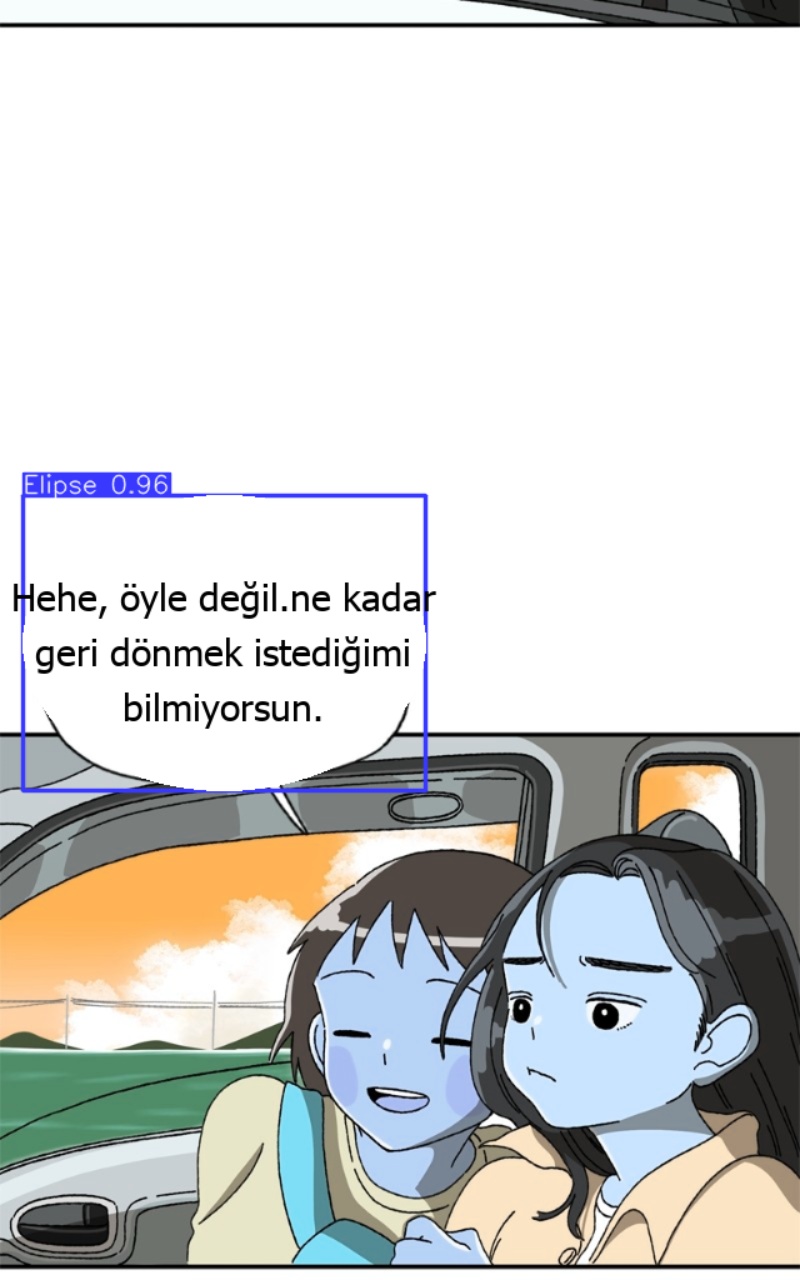 Elipse 0.96
Hehe, öyle değil.ne kadar
geri dönmek istediğimi
bilmiyorsun.